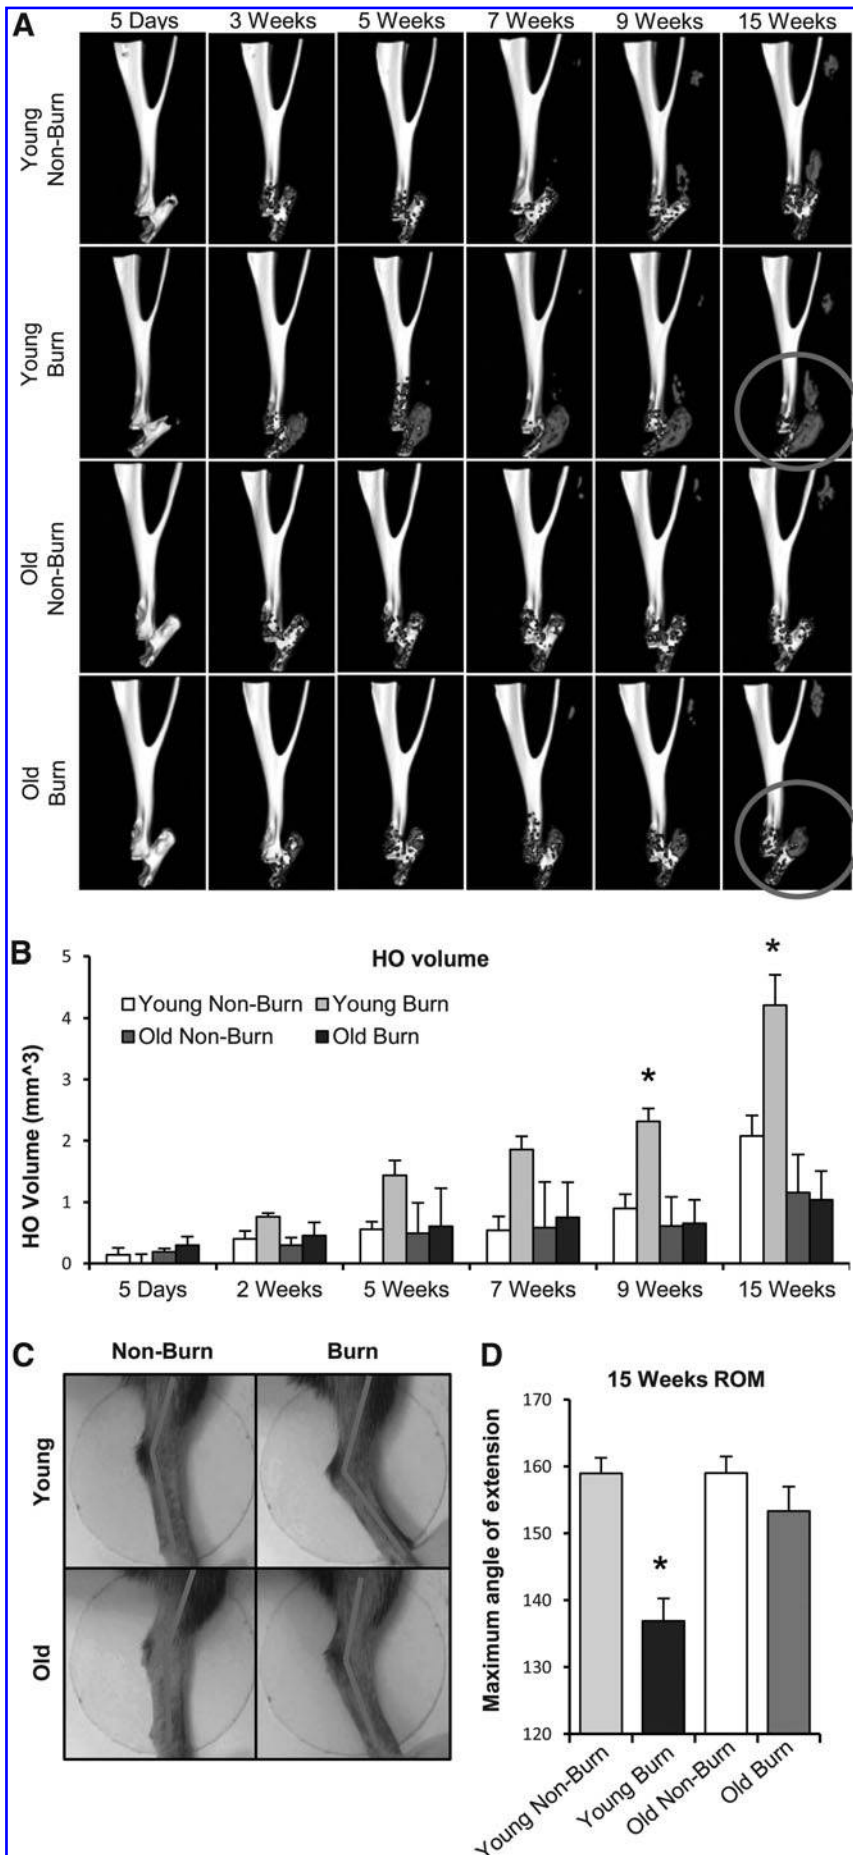 A
5 Days 3 Weeks 5 Weeks 7 Weeks 9 Weeks 15 Weeks
Young
Non-Burn
Young
Burn
Old
Non-Burn
Old
Burn
B
HO volume
*
*
Young Non-Burn Young Burn
Old Non-Burn Old Burn
HO Volume (mm^3)
5
4
3
2
1
0
5 Days 2 Weeks 5 Weeks 7 Weeks 9 Weeks 15 Weeks
C
Non-Burn Burn
Young
Old
D
15 Weeks ROM
Maximum angle of extension
170
160
150
140
130
120
*
Young Non-Burn
Young Burn
Old Non-Burn
Old Burn